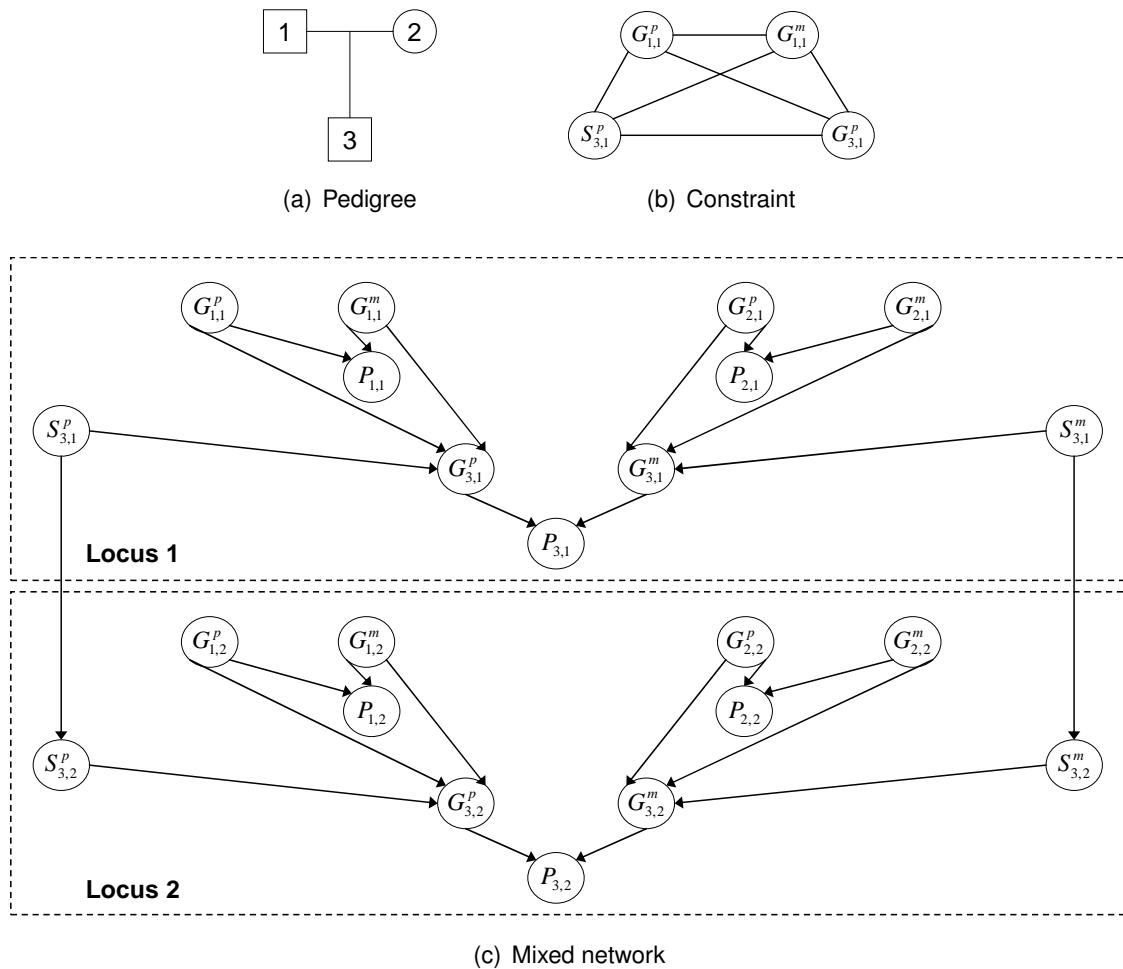 1 2
3
(a) Pedigree
G^p_{1,1} G^m_{1,1}
S^p_{3,1} G^p_{3,1}
(b) Constraint
G^p_{1,1} G^m_{1,1} G^p_{2,1} G^m_{2,1}
P_{1,1} P_{2,1}
S^p_{3,1} S^m_{3,1}
G^p_{3,1} G^m_{3,1}
P_{3,1}
Locus 1
G^p_{1,2} G^m_{1,2} G^p_{2,2} G^m_{2,2}
P_{1,2} P_{2,2}
S^p_{3,2} S^m_{3,2}
G^p_{3,2} G^m_{3,2}
P_{3,2}
Locus 2
(c) Mixed network